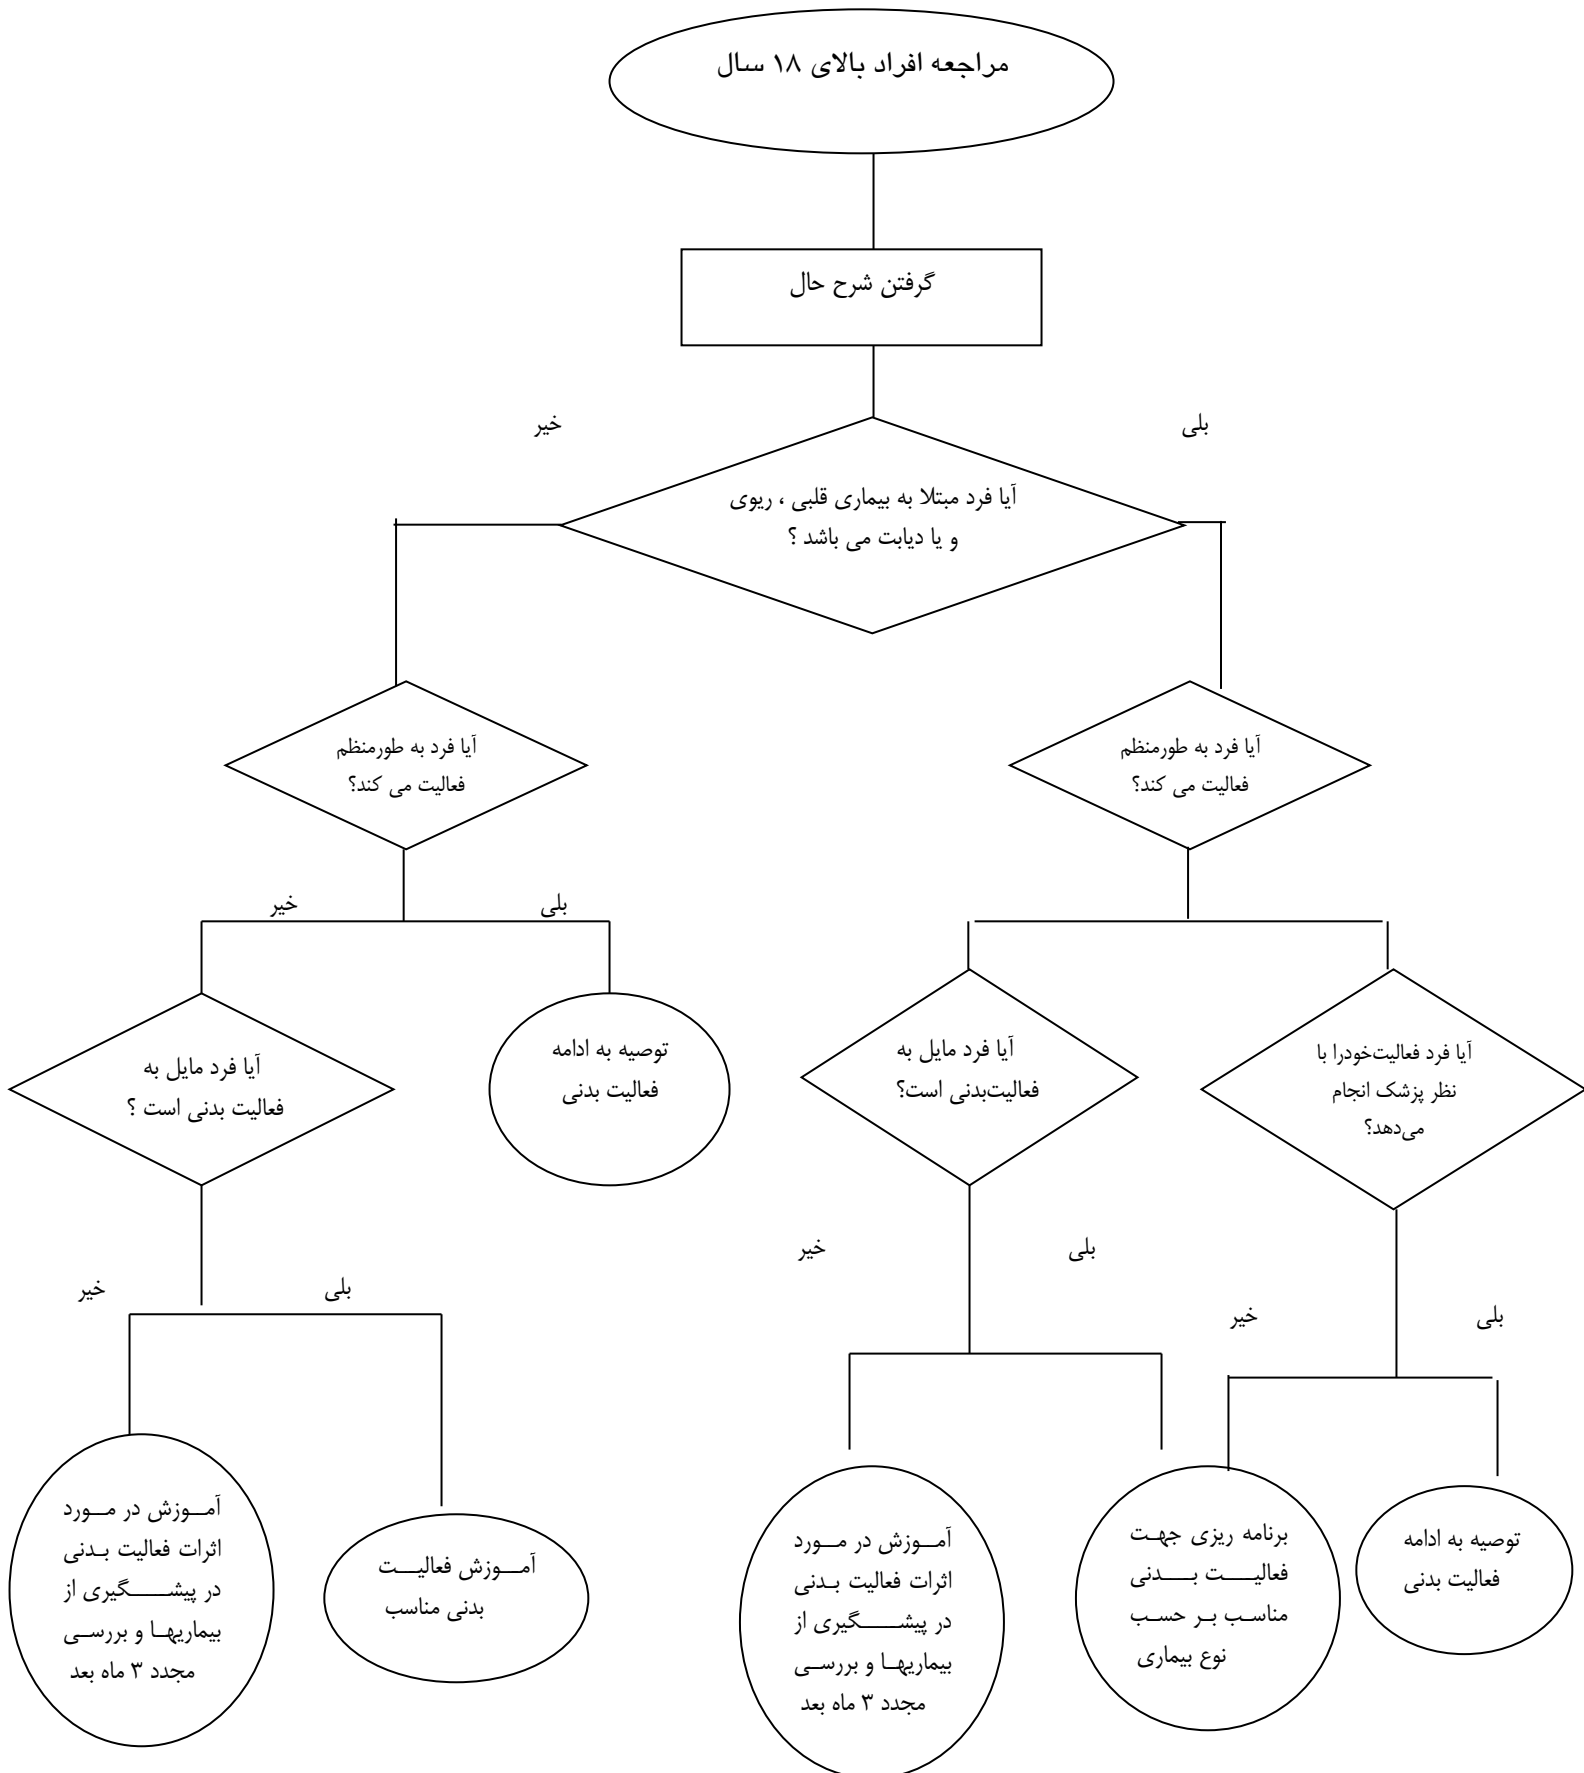 مراجعه افراد بالای ۱۸ سال
گرفتن شرح حال
بلی
خیر
آیا فرد مبتلا به بیماری قلبی ، ریوی
و یا دیابت می باشد ؟
آیا فرد به طورمنظم
فعالیت می کند؟
آیا فرد به طورمنظم
فعالیت می کند؟
بلی
خیر
آیا فرد فعالیت‌خودرا با
نظر پزشک انجام
می‌دهد؟
آیا فرد مایل به
فعالیت‌بدنی است؟
توصیه به ادامه
فعالیت بدنی
آیا فرد مایل به
فعالیت بدنی است ؟
بلی
خیر
بلی
خیر
بلی
خیر
توصیه به ادامه
فعالیت بدنی
برنامه ریزی جهت
فعالیت بدنی
مناسب بر حسب
نوع بیماری
آموزش در مورد
اثرات فعالیت بدنی
در پیشگیری از
بیماریها و بررسی
مجدد ۳ ماه بعد
آموزش فعالیت
بدنی مناسب
آموزش در مورد
اثرات فعالیت بدنی
در پیشگیری از
بیماریها و بررسی
مجدد ۳ ماه بعد